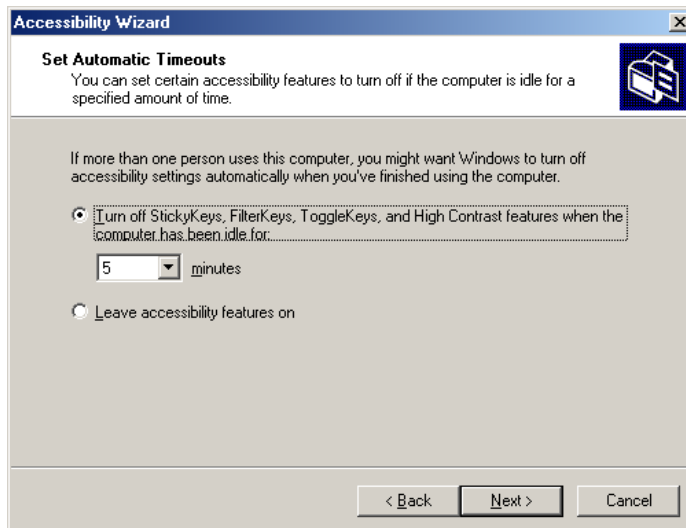 Accessibility Wizard
Set Automatic Timeouts
You can set certain accessibility features to turn off if the computer is idle for a
specified amount of time.
If more than one person uses this computer, you might want Windows to turn off
accessibility settings automatically when you've finished using the computer.
Turn off StickyKeys, FilterKeys, ToggleKeys, and High Contrast features when the
computer has been idle for:
5 minutes
Leave accessibility features on
< Back Next > Cancel